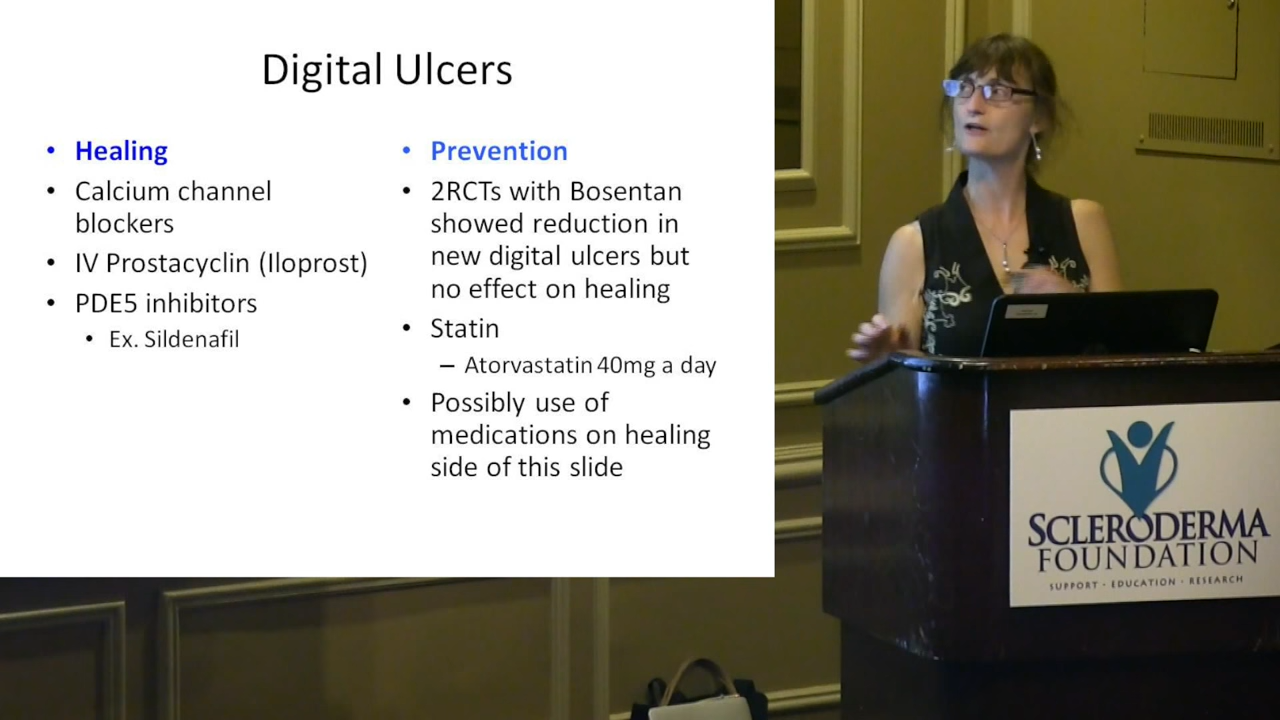 Digital Ulcers
• Healing
• Calcium channel
blockers
• IV Prostacyclin (Iloprost)
• PDE5 inhibitors
• Ex. Sildenafil
• Prevention
• 2RCTs with Bosentan
showed reduction in
new digital ulcers but
no effect on healing
• Statin
– Atorvastatin 40mg a day
• Possibly use of
medications on healing
side of this slide
SCLERODERMA
FOUNDATION
SUPPORT · EDUCATION · RESEARCH